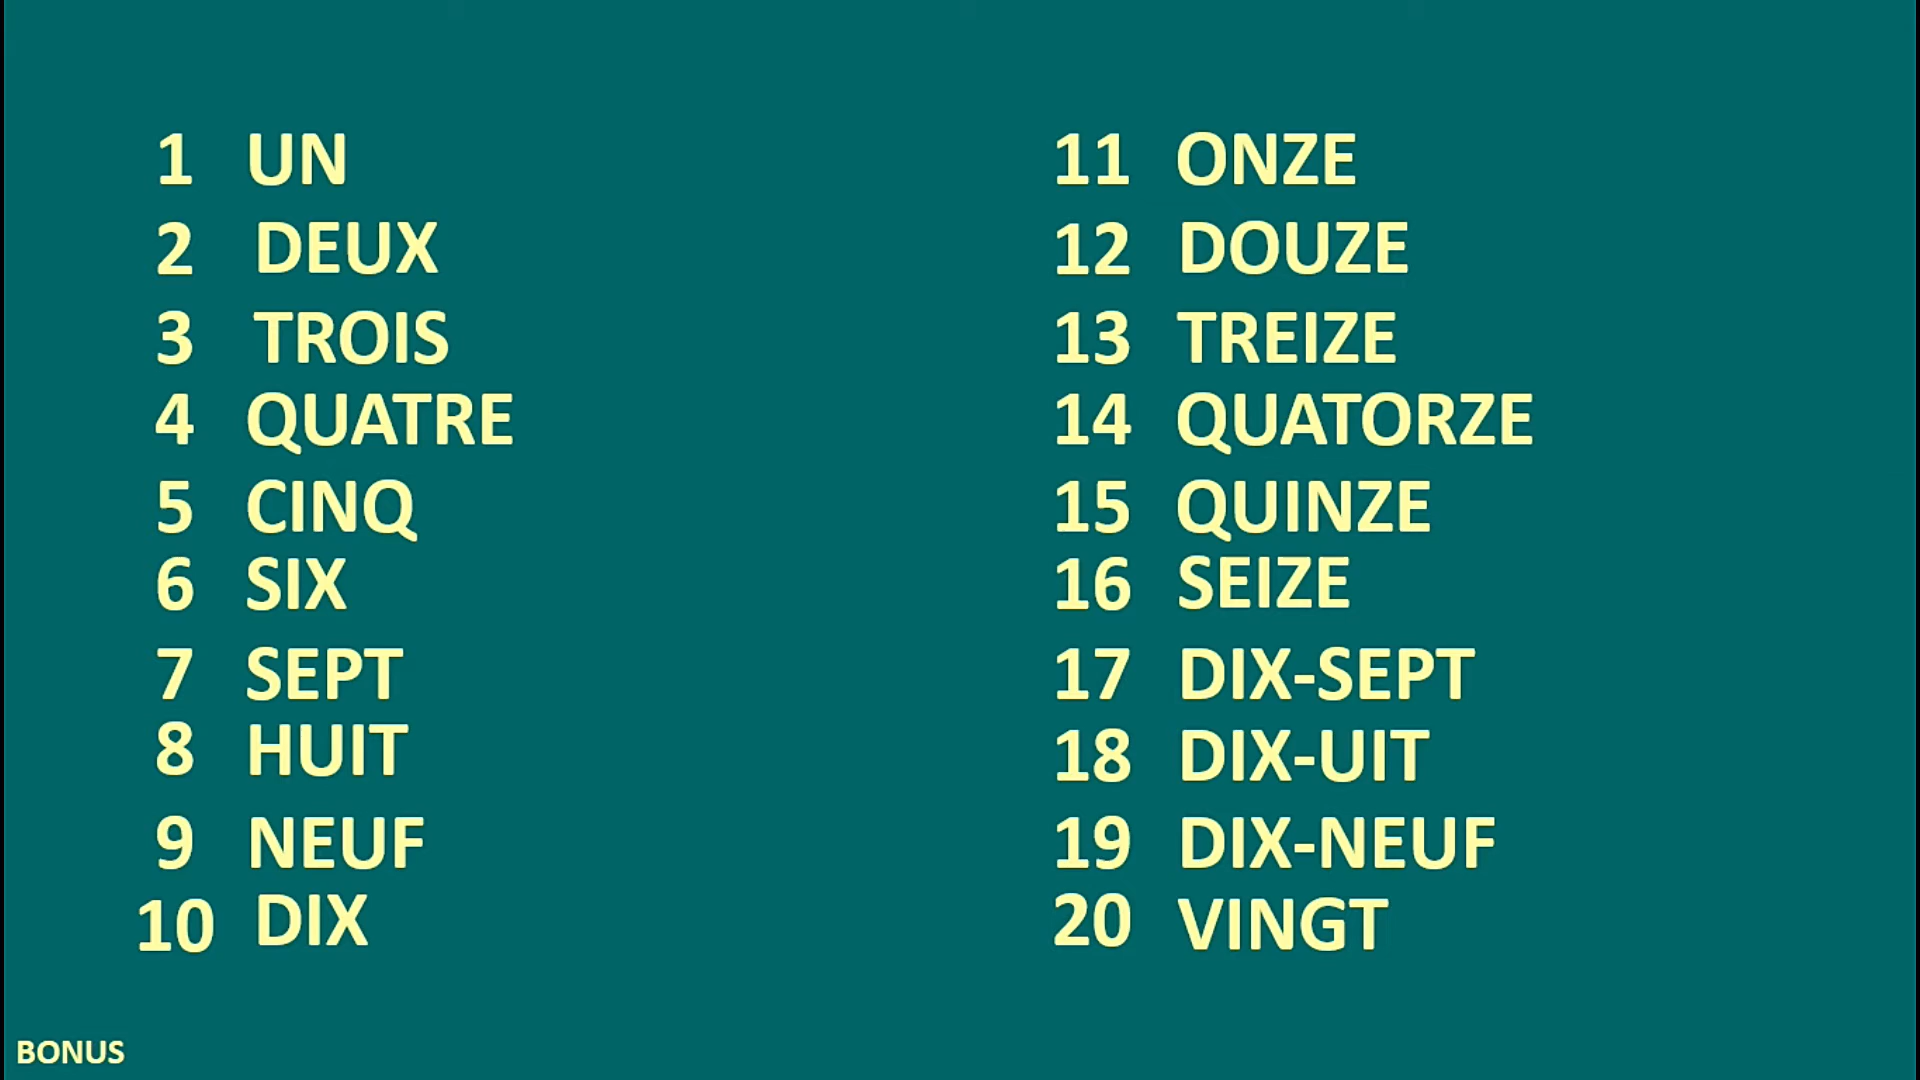 1 UN
2 DEUX
3 TROIS
4 QUATRE
5 CINQ
6 SIX
7 SEPT
8 HUIT
9 NEUF
10 DIX
11 ONZE
12 DOUZE
13 TREIZE
14 QUATORZE
15 QUINZE
16 SEIZE
17 DIX-SEPT
18 DIX-UIT
19 DIX-NEUF
20 VINGT
BONUS